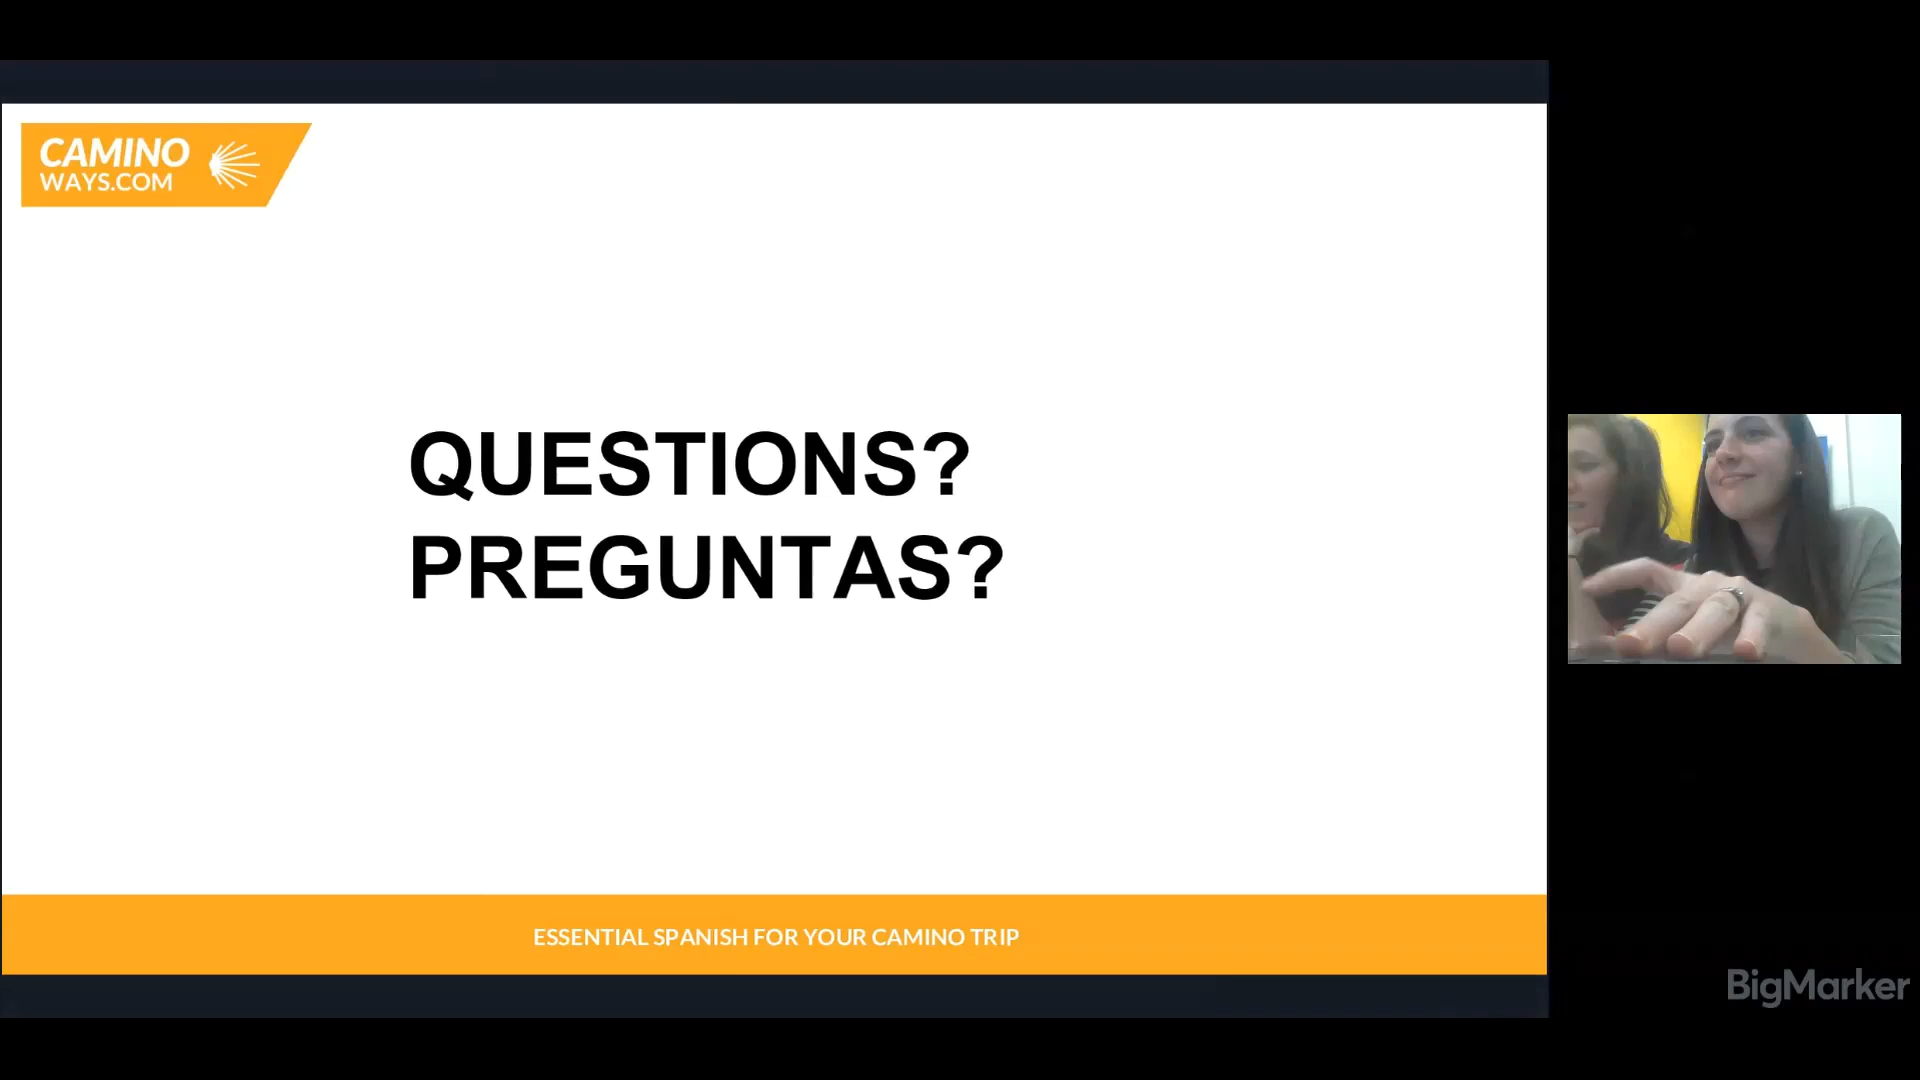 CAMINO
WAYS.COM
QUESTIONS?
PREGUNTAS?
ESSENTIAL SPANISH FOR YOUR CAMINO TRIP
BigMarker